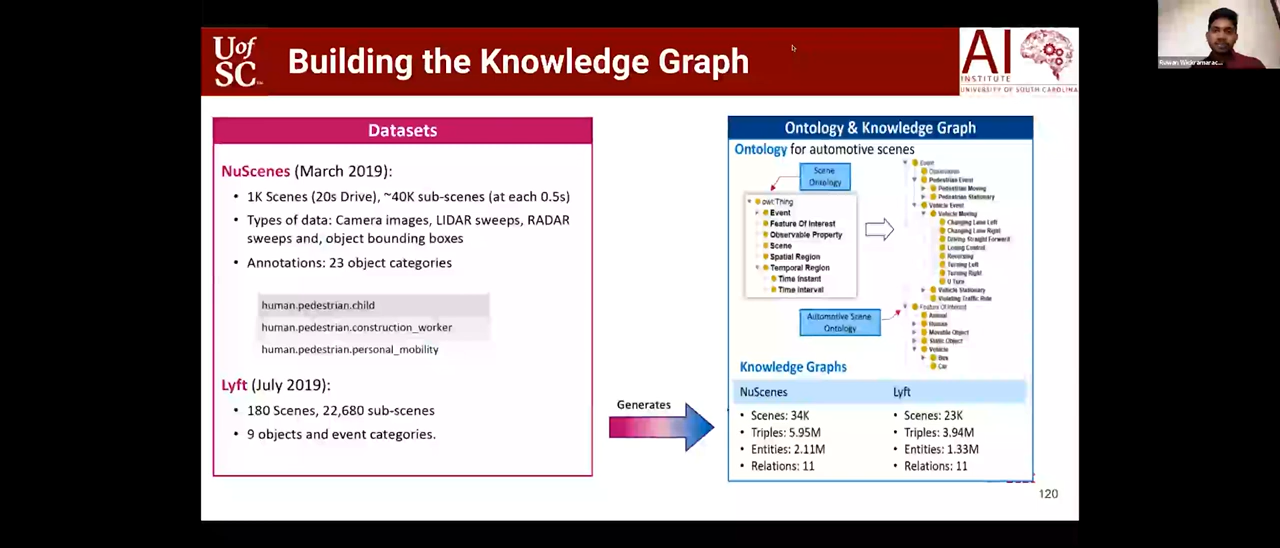 UofSC
Building the Knowledge Graph
AI
INSTITUTE
UNIVERSITY OF SOUTH CAROLINA
Datasets
NuScenes (March 2019):
• 1K Scenes (20s Drive), ~40K sub-scenes (at each 0.5s)
• Types of data: Camera images, LIDAR sweeps, RADAR
sweeps and, object bounding boxes
• Annotations: 23 object categories
human.pedestrian.child
human.pedestrian.construction_worker
human.pedestrian.personal_mobility
Lyft (July 2019):
• 180 Scenes, 22,680 sub-scenes
• 9 objects and event categories.
Generates
Ontology & Knowledge Graph
Ontology for automotive scenes
Scene
Ontology
owl:Thing
Event
Feature Of Interest
Observable Property
Scene
Spatial Region
Temporal Region
Time Instant
Time Interval
Automotive Scene
Ontology
Event
Pedestrian Event
Pedestrian Moving
Pedestrian Stationary
Vehicle Event
Vehicle Moving
Changing Lane Left
Changing Lane Right
Driving Straight Forward
Losing Control
Reversing
Turning Left
Turning Right
U Turn
Vehicle Stationary
Violating Traffic Rule
Feature Of Interest
Animal
Human
Movable Object
Static Object
Vehicle
Bus
Car
Knowledge Graphs
NuScenes
• Scenes: 34K
• Triples: 5.95M
• Entities: 2.11M
• Relations: 11
Lyft
• Scenes: 23K
• Triples: 3.94M
• Entities: 1.33M
• Relations: 11
120